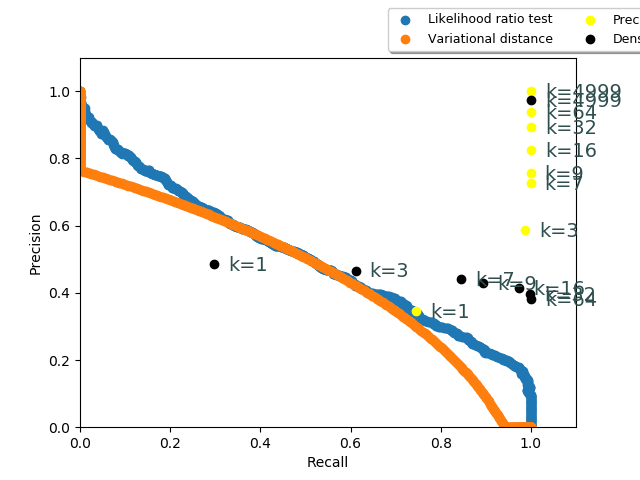 Likelihood ratio test
Variational distance
Prec
Dens
k=4999
k=4999
k=64
k=32
k=16
k=9
k=7
k=3
k=1
k=3
k=7
k=9
k=16
k=32
k=64
k=1
1.0
0.8
0.6
0.4
0.2
0.0
Precision
0.0
0.2
0.4
0.6
0.8
1.0
Recall